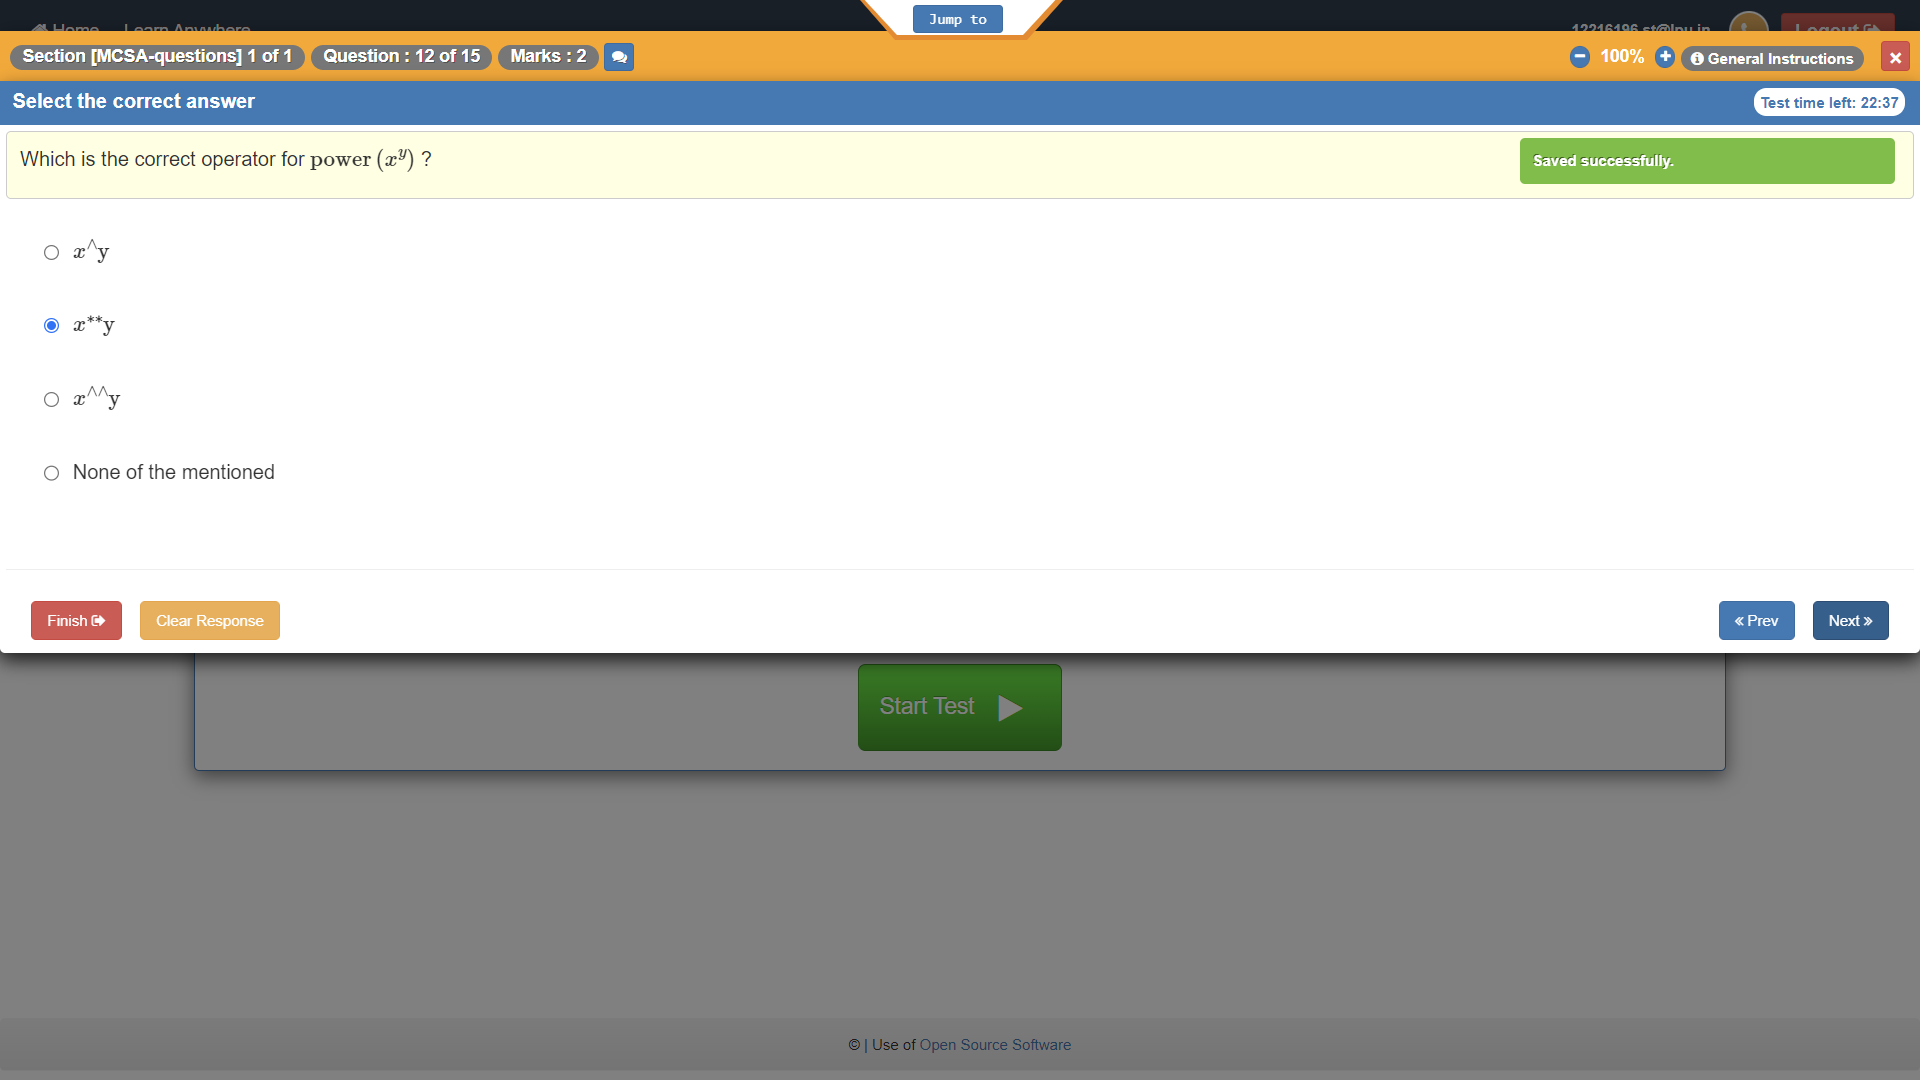 Jump to
Home Learn Anywhere 12216196.st@lpu.in Logout
Section [MCSA-questions] 1 of 1 Question : 12 of 15 Marks : 2 100% General Instructions
Select the correct answer Test time left: 22:37
Which is the correct operator for power (x^y) ? Saved successfully.
x^y
x**y
x^^y
None of the mentioned
Finish Clear Response « Prev Next »
Start Test
© | Use of Open Source Software